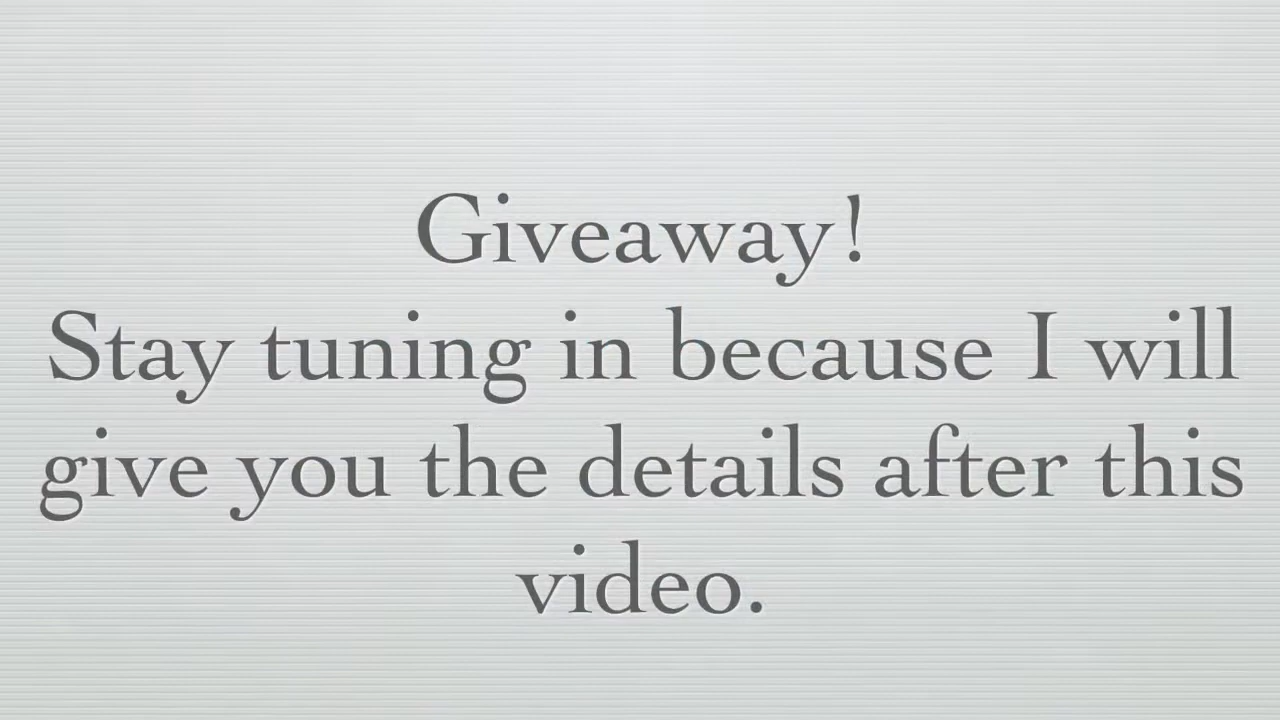 Giveaway!
Stay tuning in because I will
give you the details after this
video.